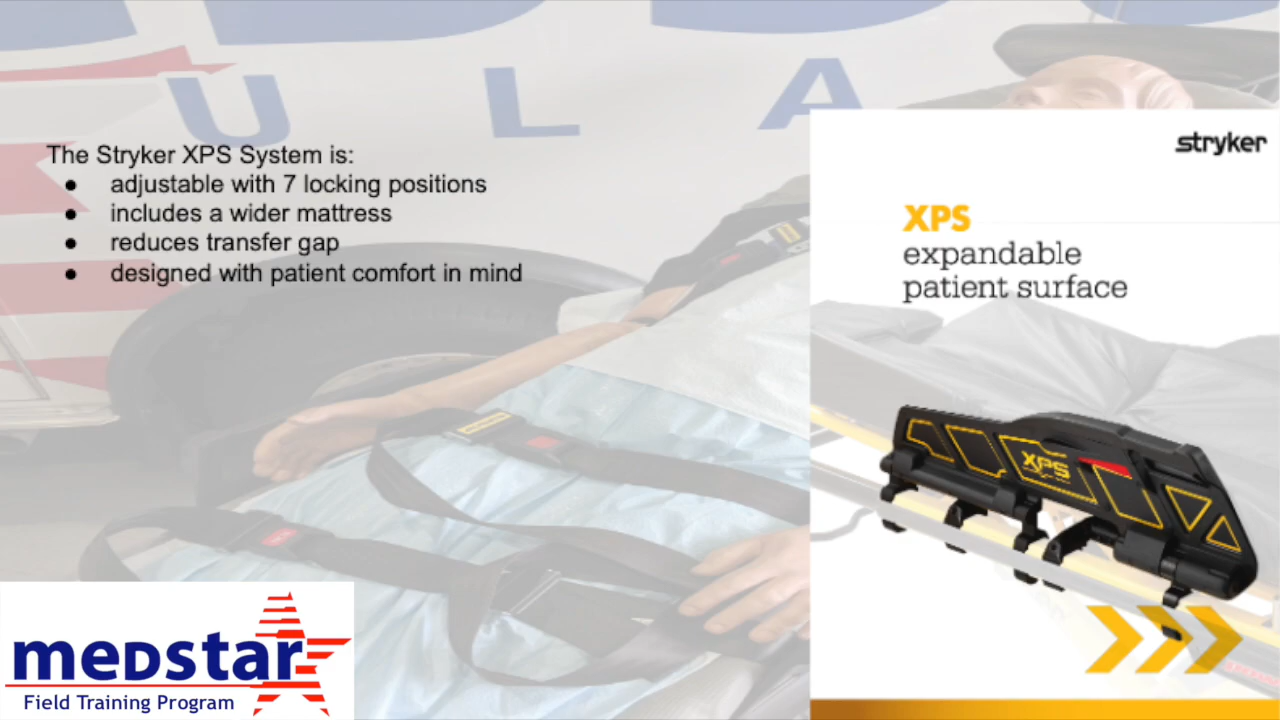 U L A
The Stryker XPS System is:
● adjustable with 7 locking positions
● includes a wider mattress
● reduces transfer gap
● designed with patient comfort in mind
stryker
XPS
expandable
patient surface
XPS
medstar
Field Training Program